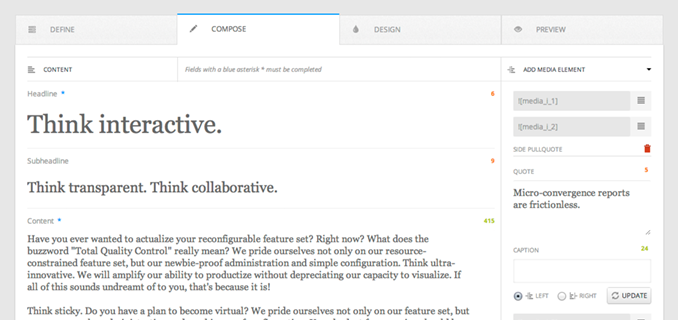 DEFINE
COMPOSE
DESIGN
PREVIEW
CONTENT
Fields with a blue asterisk * must be completed
Headline *
6
Think interactive.
Subheadline
9
Think transparent. Think collaborative.
Content *
415
Have you ever wanted to actualize your reconfigurable feature set? Right now? What does the
buzzword "Total Quality Control" really mean? We pride ourselves not only on our resource-
constrained feature set, but our newbie-proof administration and simple configuration. Think ultra-
innovative. We will amplify our ability to productize without depreciating our capacity to visualize. If
all of this sounds undreamt of to you, that's because it is!
Think sticky. Do you have a plan to become virtual? We pride ourselves not only on our feature set, but
ADD MEDIA ELEMENT
![media_i_1]
![media_i_2]
SIDE PULLQUOTE
QUOTE
5
Micro-convergence reports
are frictionless.
CAPTION
24
LEFT
RIGHT
UPDATE